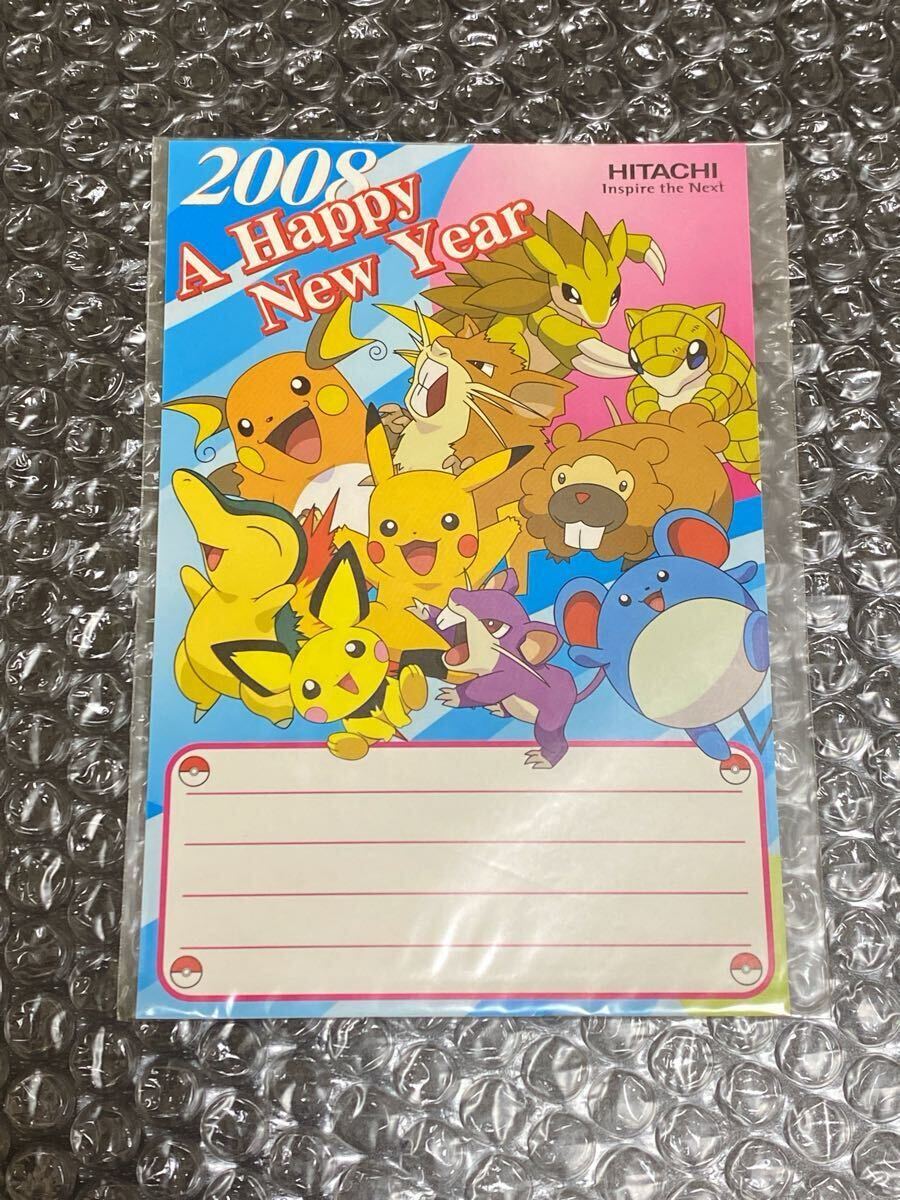 2008
A Happy
New Year
HITACHI
Inspire the Next